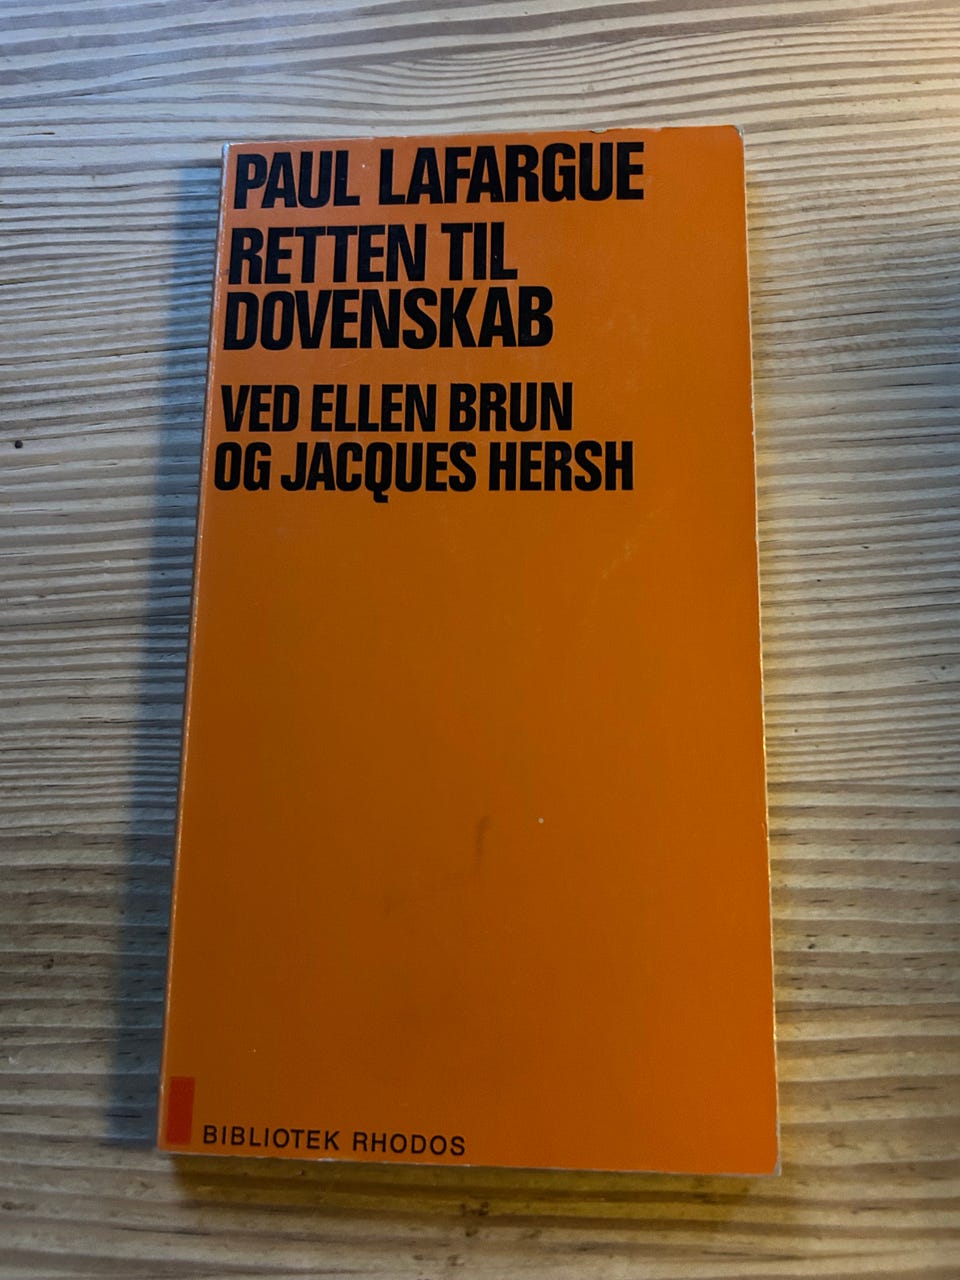 PAUL LAFARGUE
RETTEN TIL
DOVENSKAB
VED ELLEN BRUN
OG JACQUES HERSH
BIBLIOTEK RHODOS